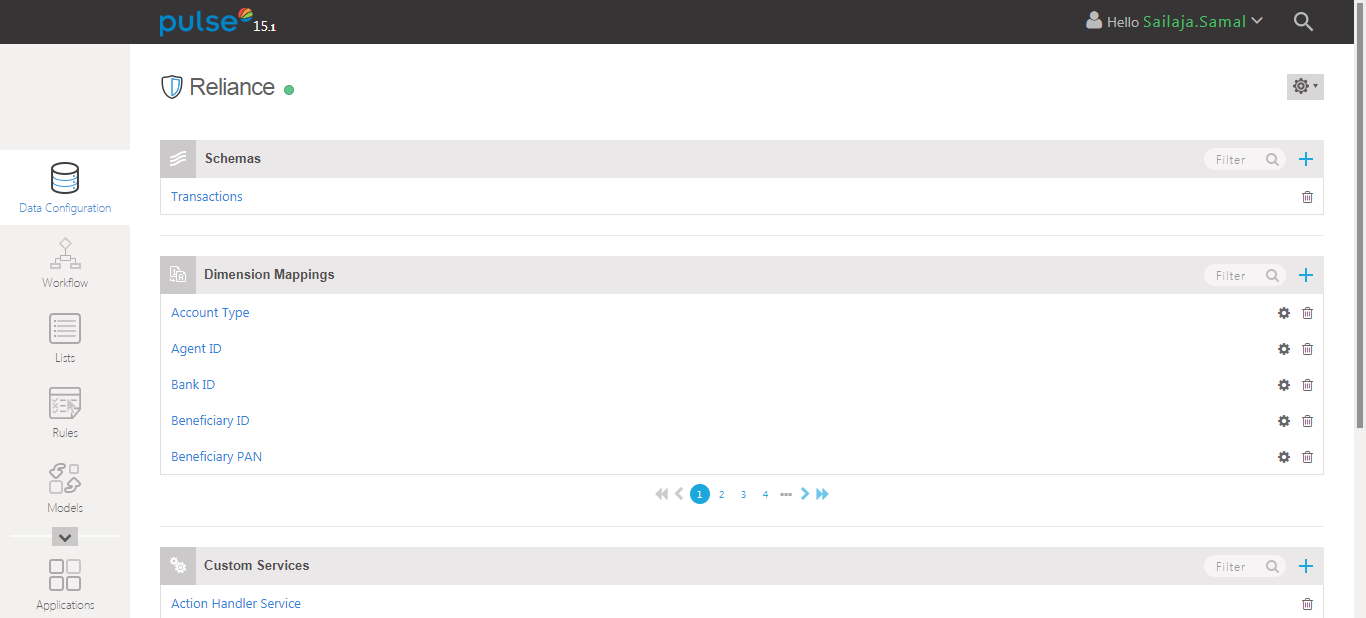 pulse 15.1
Hello Sailaja.Samal
Reliance
Schemas
Filter
Transactions
Data Configuration
Workflow
Lists
Rules
Models
Applications
Dimension Mappings
Filter
Account Type
Agent ID
Bank ID
Beneficiary ID
Beneficiary PAN
1 2 3 4
Custom Services
Filter
Action Handler Service